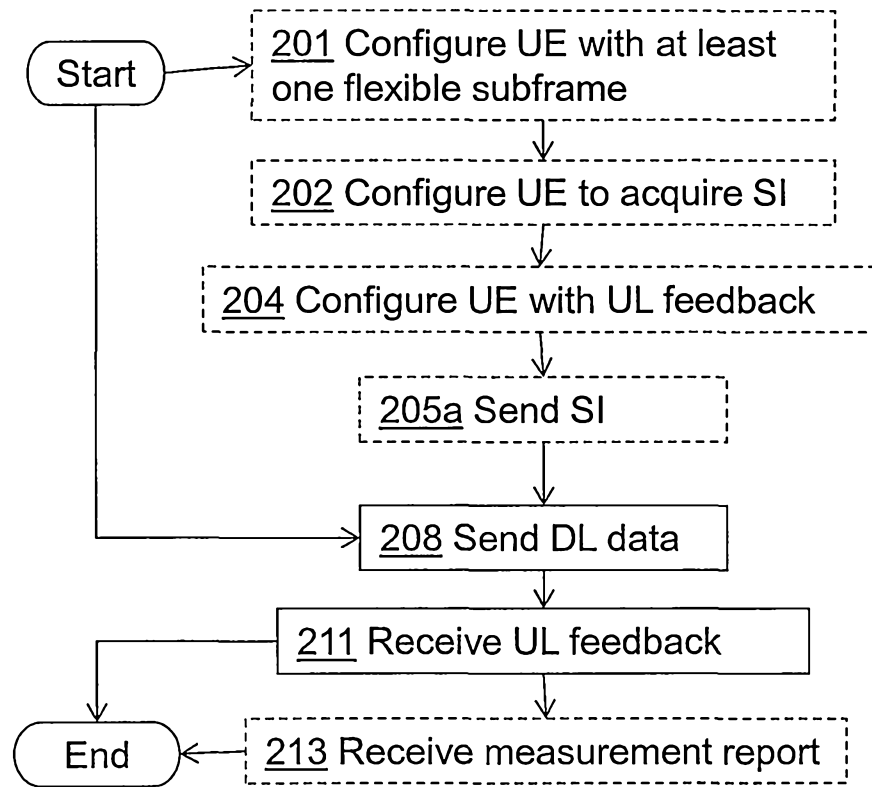 Start
201 Configure UE with at least
one flexible subframe
202 Configure UE to acquire SI
204 Configure UE with UL feedback
205a Send SI
208 Send DL data
211 Receive UL feedback
213 Receive measurement report
End